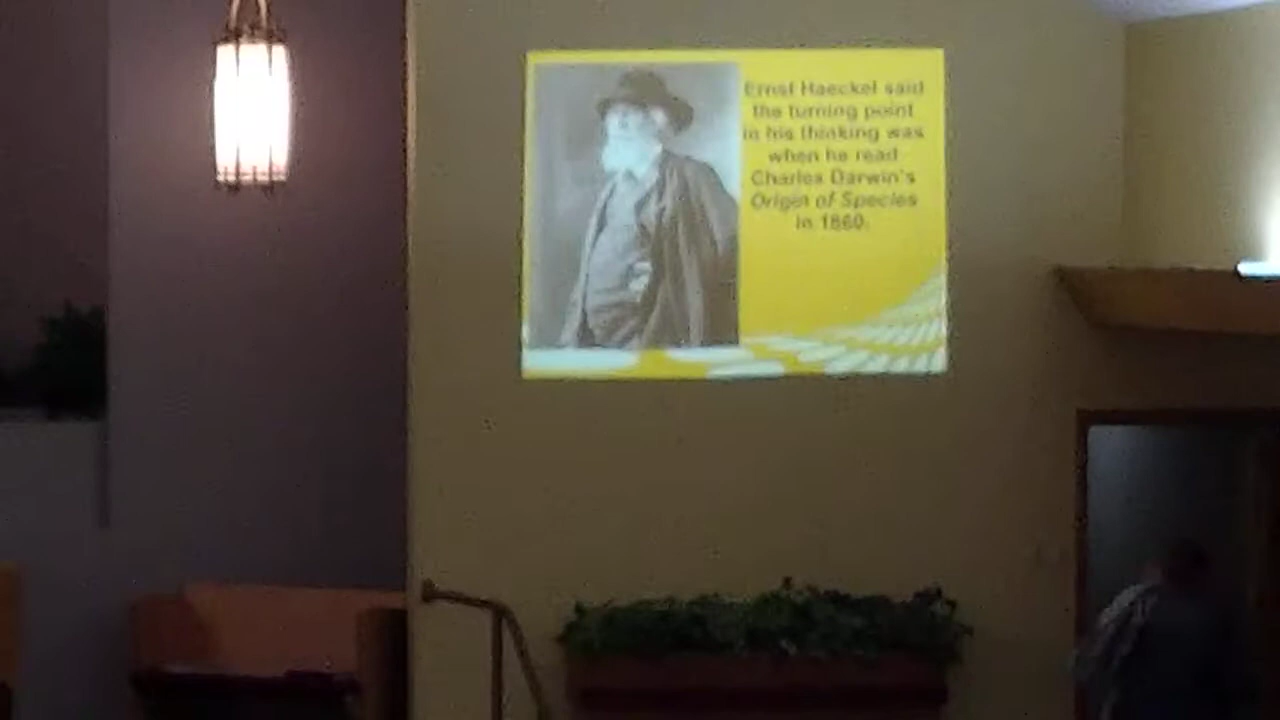 Ernst Haeckel said
the turning point
in his thinking was
when he read
Charles Darwin's
Origin of Species
in 1860.